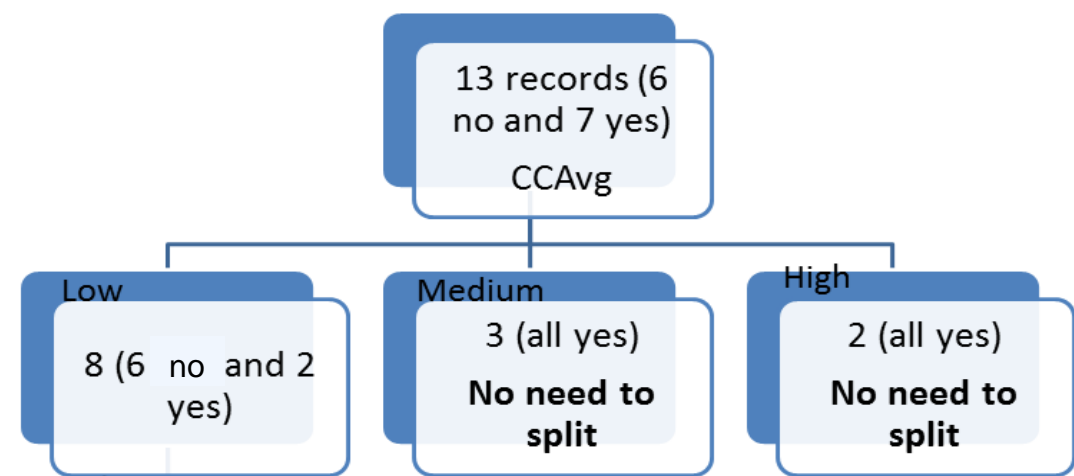 13 records (6
no and 7 yes)
CCAvg
Low
8 (6 no and 2
yes)
Medium
3 (all yes)
No need to
split
High
2 (all yes)
No need to
split